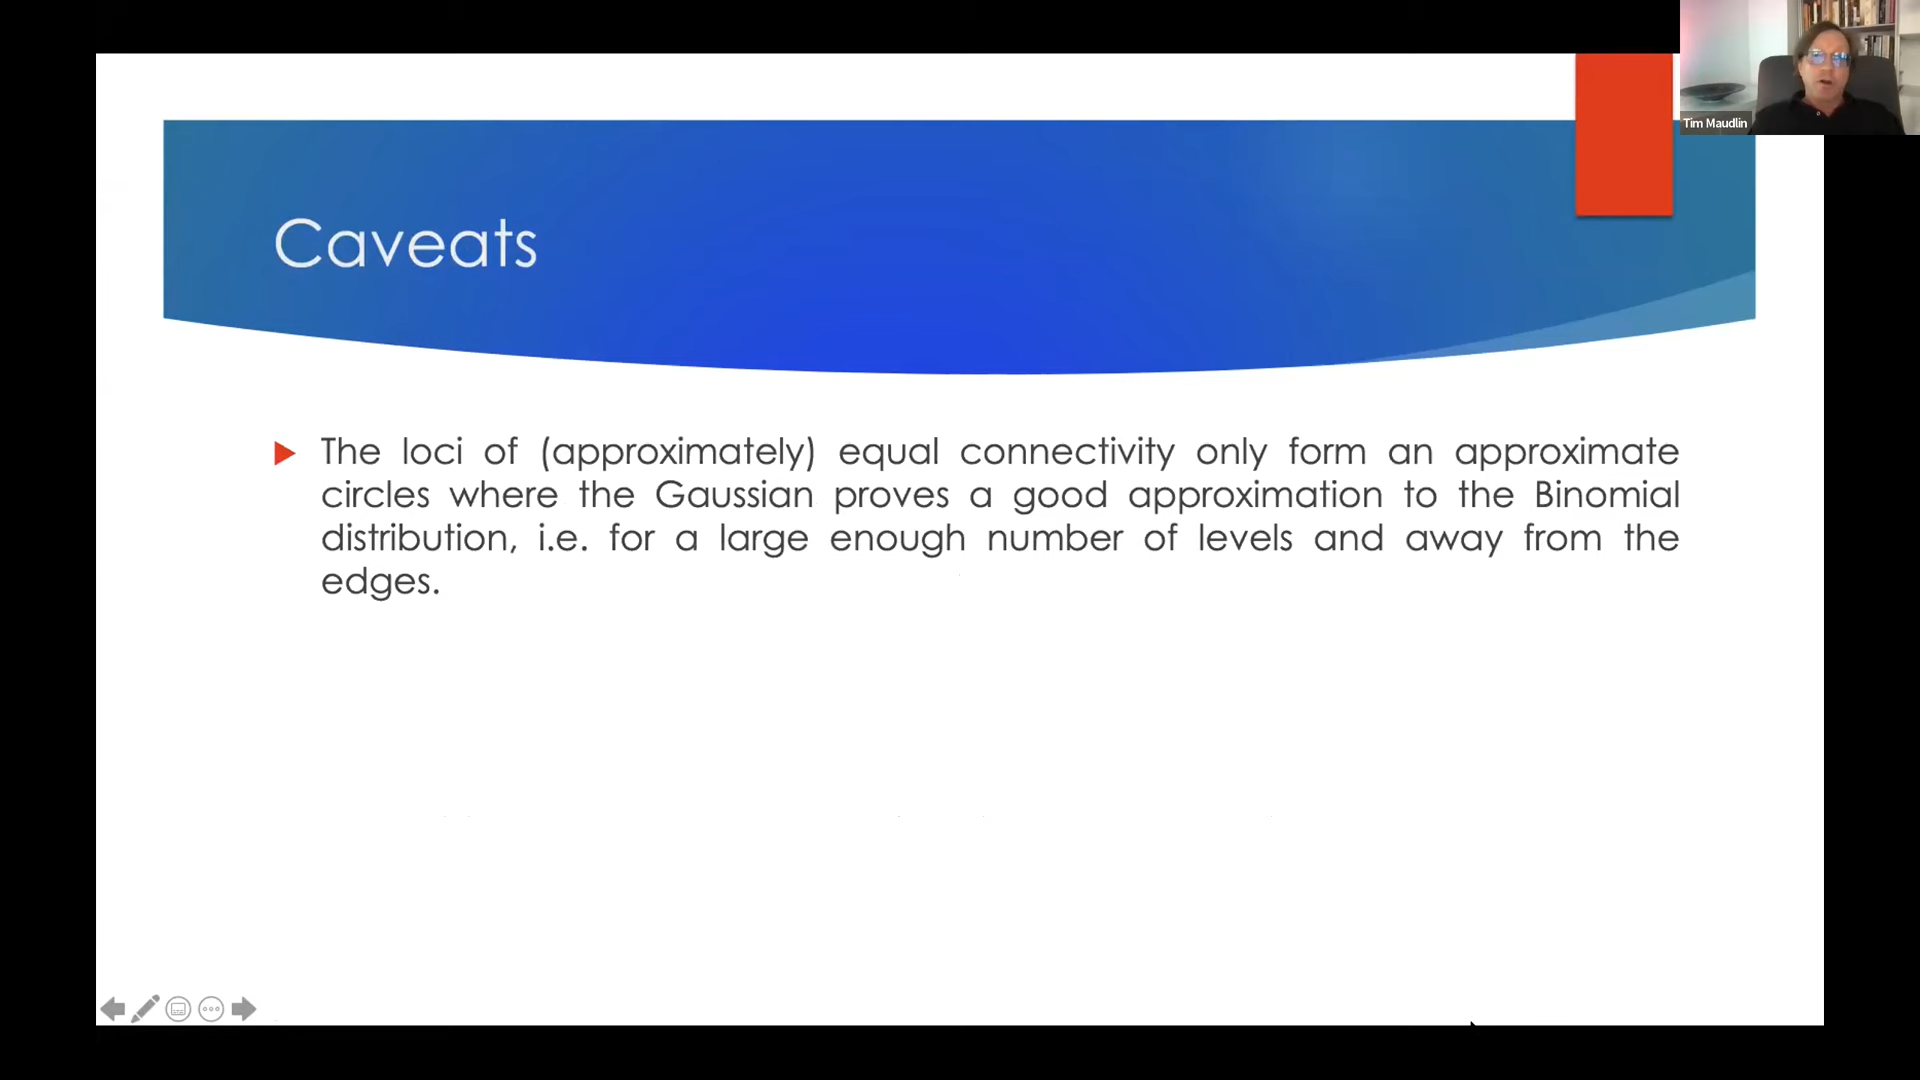 Tim Maudlin
Caveats
The loci of (approximately) equal connectivity only form an approximate
circles where the Gaussian proves a good approximation to the Binomial
distribution, i.e. for a large enough number of levels and away from the
edges.